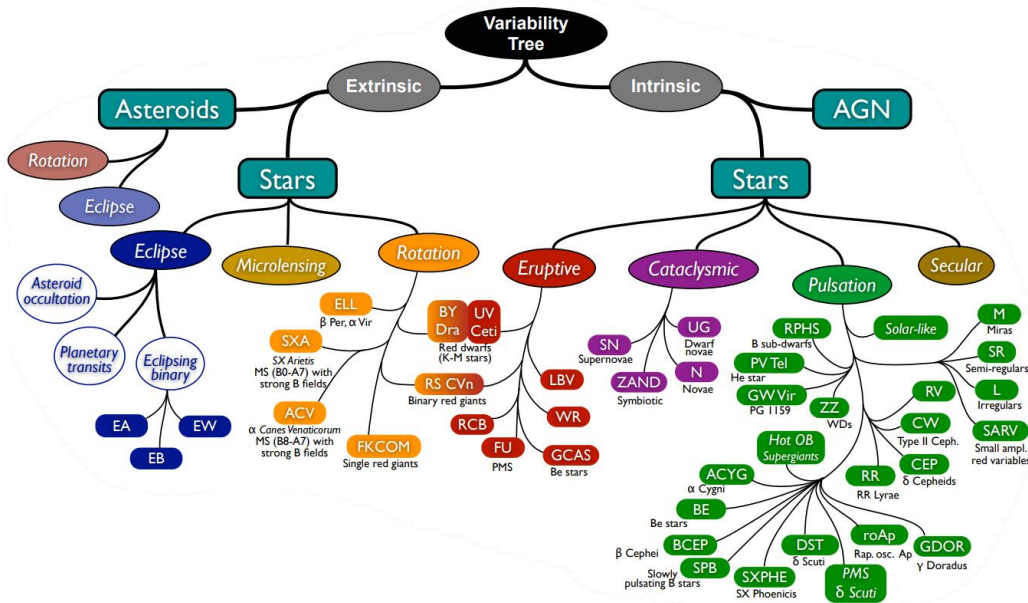 Variability
Tree
Extrinsic
Intrinsic
Asteroids
AGN
Rotation
Eclipse
Stars
Stars
Eclipse
Microlensing
Rotation
Eruptive
Cataclysmic
Pulsation
Secular
Asteroid
occultation
Planetary
transits
Eclipsing
binary
EA
EB
EW
ELL
β Per, α Vir
SXA
SX Arietis
MS (B0-A7) with
strong B fields
ACV
α Canes Venaticorum
MS (B8-A7) with
strong B fields
FKCOM
Single red giants
BY
Dra
UV
Ceti
Red dwarfs
(K-M stars)
RS CVn
Binary red giants
LBV
WR
RCB
FU
PMS
GCAS
Be stars
SN
Supernovae
ZAND
Symbiotic
UG
Dwarf
novae
N
Novae
RPHS
B sub-dwarfs
PV Tel
He star
GW Vir
PG 1159
ZZ
WDs
Solar-like
M
Miras
SR
Semi-regulars
L
Irregulars
SARV
Small ampl.
red variables
RV
CW
Type II Ceph.
CEP
δ Cepheids
RR
RR Lyrae
Hot OB
Supergiants
ACYG
α Cygni
BE
Be stars
BCEP
β Cephei
SPB
Slowly
pulsating B stars
SXPHE
SX Phoenicis
DST
δ Scuti
PMS
δ Scuti
roAp
Rap. osc. Ap
GDOR
γ Doradus